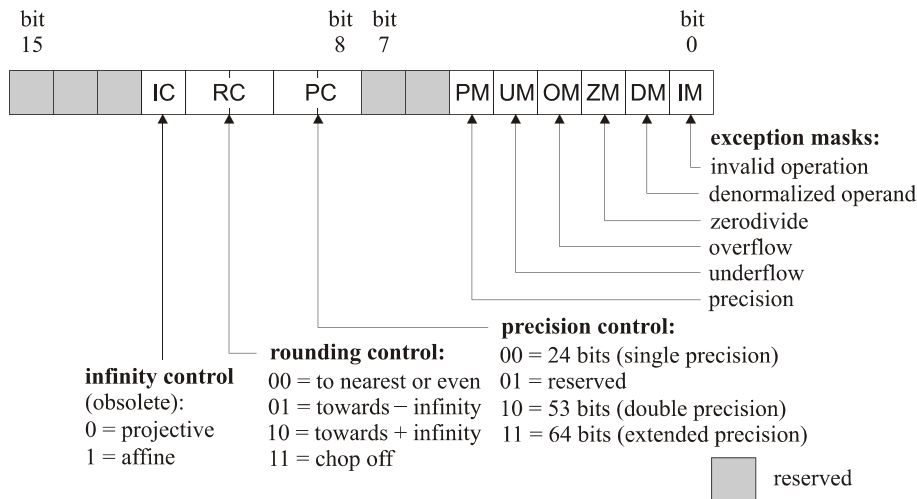 bit bit bit bit
15 8 7 0
IC RC PC PM UM OM ZM DM IM
exception masks:
invalid operation
denormalized operand
zerodivide
overflow
underflow
precision
precision control:
00 = 24 bits (single precision)
01 = reserved
10 = 53 bits (double precision)
11 = 64 bits (extended precision)
rounding control:
00 = to nearest or even
01 = towards − infinity
10 = towards + infinity
11 = chop off
infinity control
(obsolete):
0 = projective
1 = affine
reserved